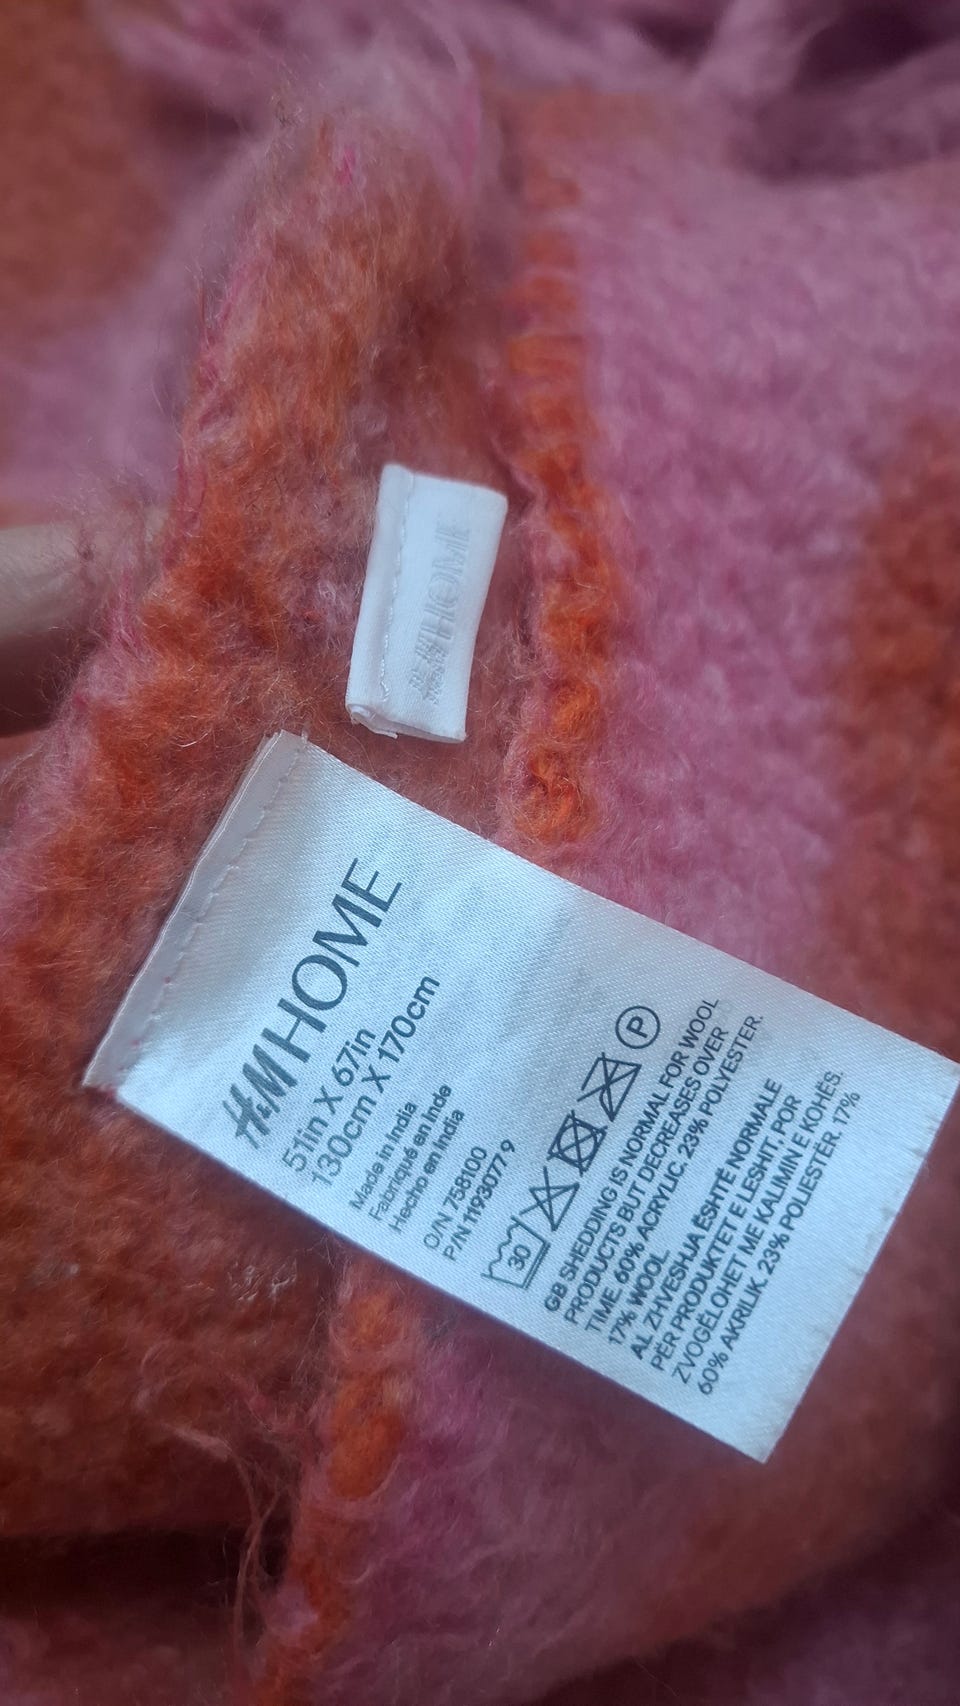 H&M HOME
H&M HOME
51in X 67in
130cm X 170cm
Made in India
Fabriqué en Inde
Hecho en India
O/N 758100
P/N 1193077 9
30
P
GB SHEDDING IS NORMAL FOR WOOL
PRODUCTS BUT DECREASES OVER
TIME. 60% ACRYLIC. 23% POLYESTER.
17% WOOL
AL ZHVESHJA ËSHTË NORMALE
PËR PRODUKTET E LESHIT, POR
ZVOGËLOHET ME KALIMIN E KOHËS.
60% AKRILIK. 23% POLIESTËR. 17%